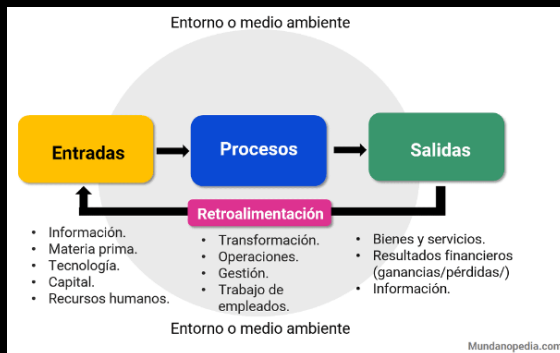 Entorno o medio ambiente
Entradas
Procesos
Salidas
Retroalimentación
• Información.
• Materia prima.
• Tecnología.
• Capital.
• Recursos humanos.
• Transformación.
• Operaciones.
• Gestión.
• Trabajo de
empleados.
• Bienes y servicios.
• Resultados financieros
(ganancias/pérdidas/)
• Información.
Entorno o medio ambiente
Mundanopedia.com